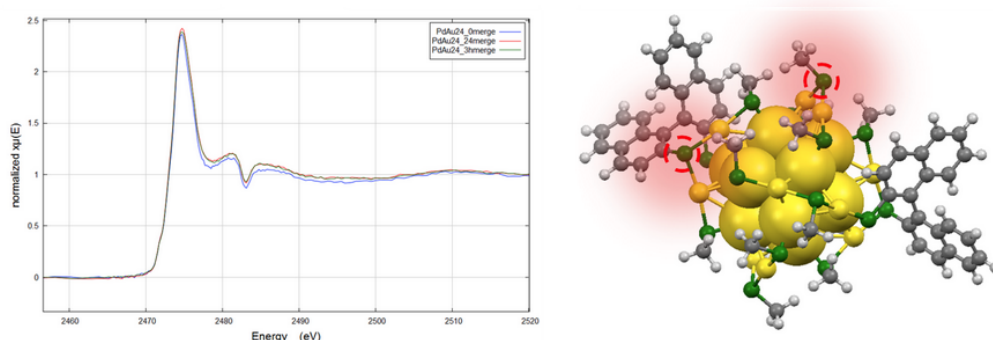 2.5
2
1.5
1
0.5
0
normalized xμ(E)
PdAu24_0merge
PdAu24_24merge
PdAu24_3hmerge
2460 2470 2480 2490 2500 2510 2520
Energy (eV)